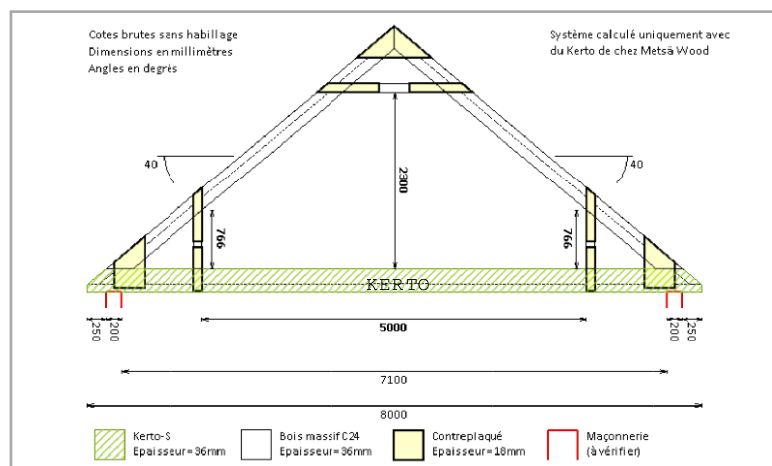 Cotes brutes sans habillage
Dimensions en millimètres
Angles en degrés
Système calculé uniquement avec
du Kerto de chez Metsä Wood
40
40
2300
766
766
KERTO
250
200
5000
200
250
7100
8000
Kerto-S
Epaisseur=36mm
Bois massif C24
Epaisseur=36mm
Contreplaqué
Epaisseur=18mm
Maçonnerie
(à vérifier)